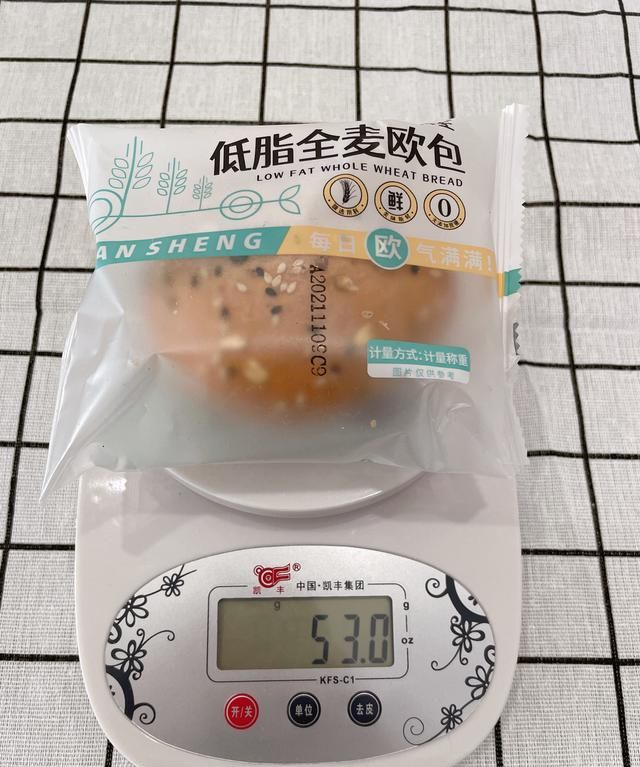 低脂全麦欧包
LOW FAT WHOLE WHEAT BREAD
鲜
0
ANSHENG
每日欧气满满!
A20211108C9
计量方式:计量称重
图片仅供参考
®
凯丰
中国·凯丰集团
g
g
53.0
oz
KFS-C1
开/关
单位
去皮